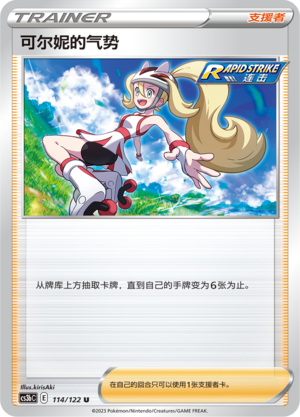 TRAINER
支援者
可尔妮的气势
RAPID STRIKE
连击
从牌库上方抽取卡牌，直到自己的手牌变为6张为止。
Illus.kirisAki
在自己的回合只可以使用1张支援者卡。
cs3bC E 114/122 U
©2023 Pokémon/Nintendo/Creatures/GAME FREAK.